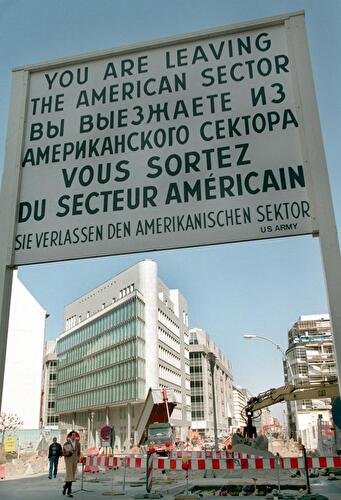 YOU ARE LEAVING
THE AMERICAN SECTOR
ВЫ ВЫЕЗЖАЕТЕ ИЗ
АМЕРИКАНСКОГО СЕКТОРА
VOUS SORTEZ
DU SECTEUR AMÉRICAIN
SIE VERLASSEN DEN AMERIKANISCHEN SEKTOR
US ARMY